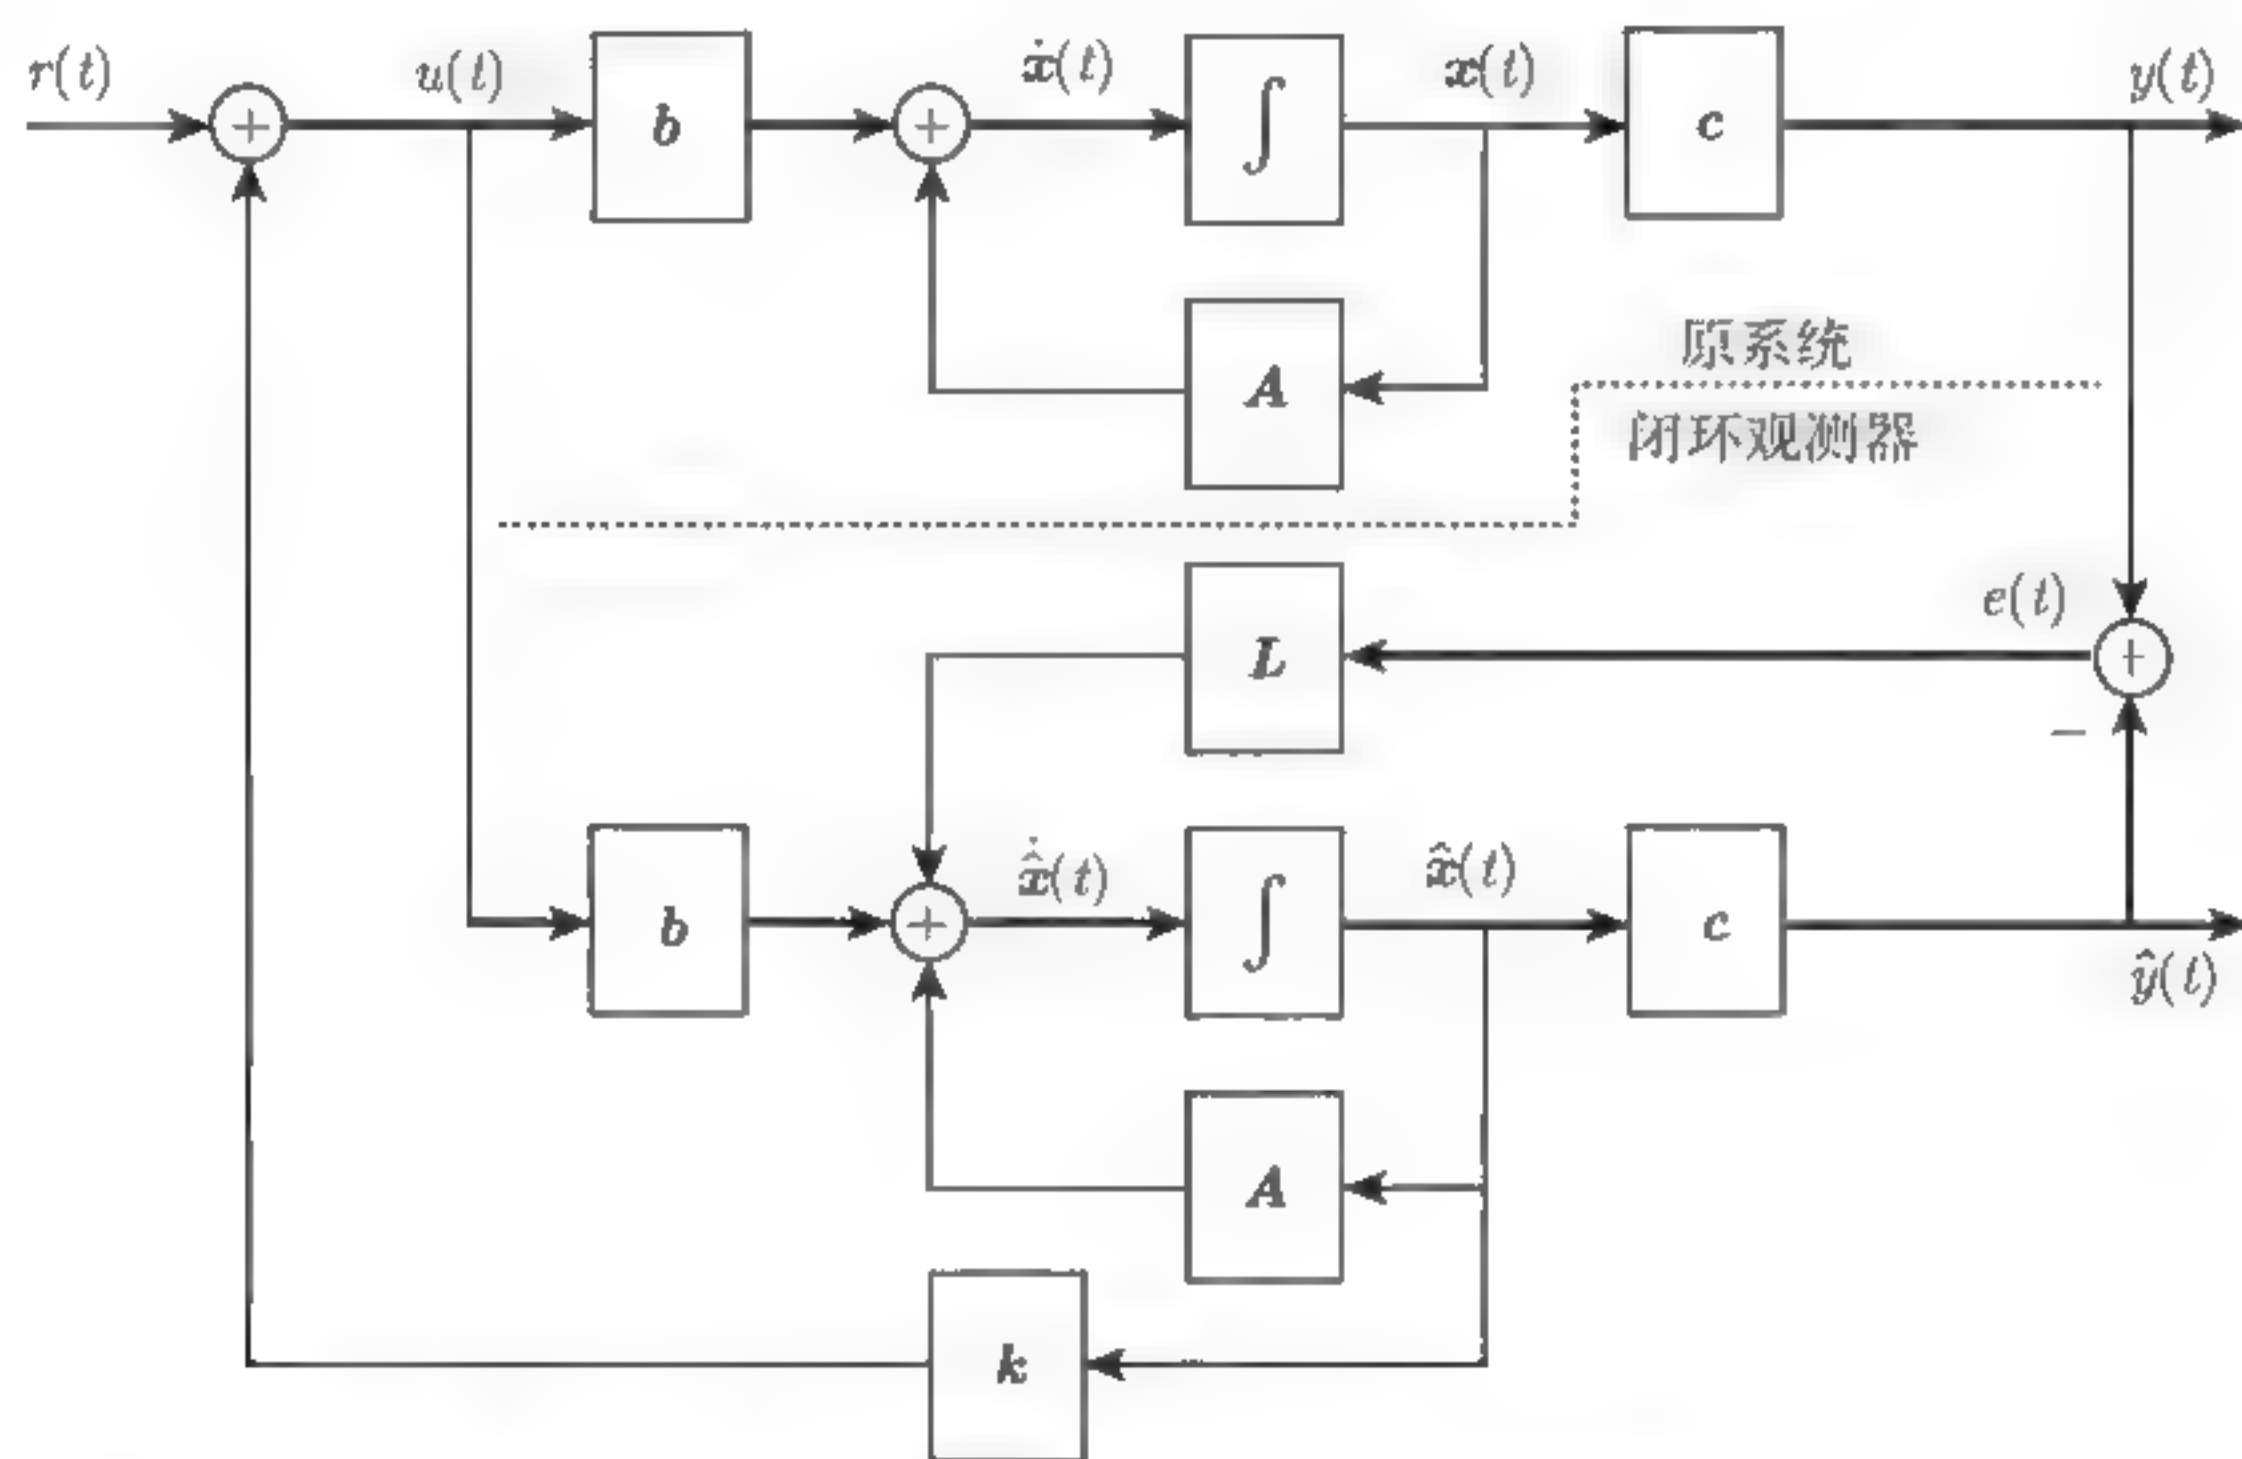 r(t) u(t) b + ẋ(t) ∫ x(t) c y(t)
+
A
原系统
闭环观测器
L e(t) +
−
b + x̂̇(t) ∫ x̂(t) c
ŷ(t)
A
k